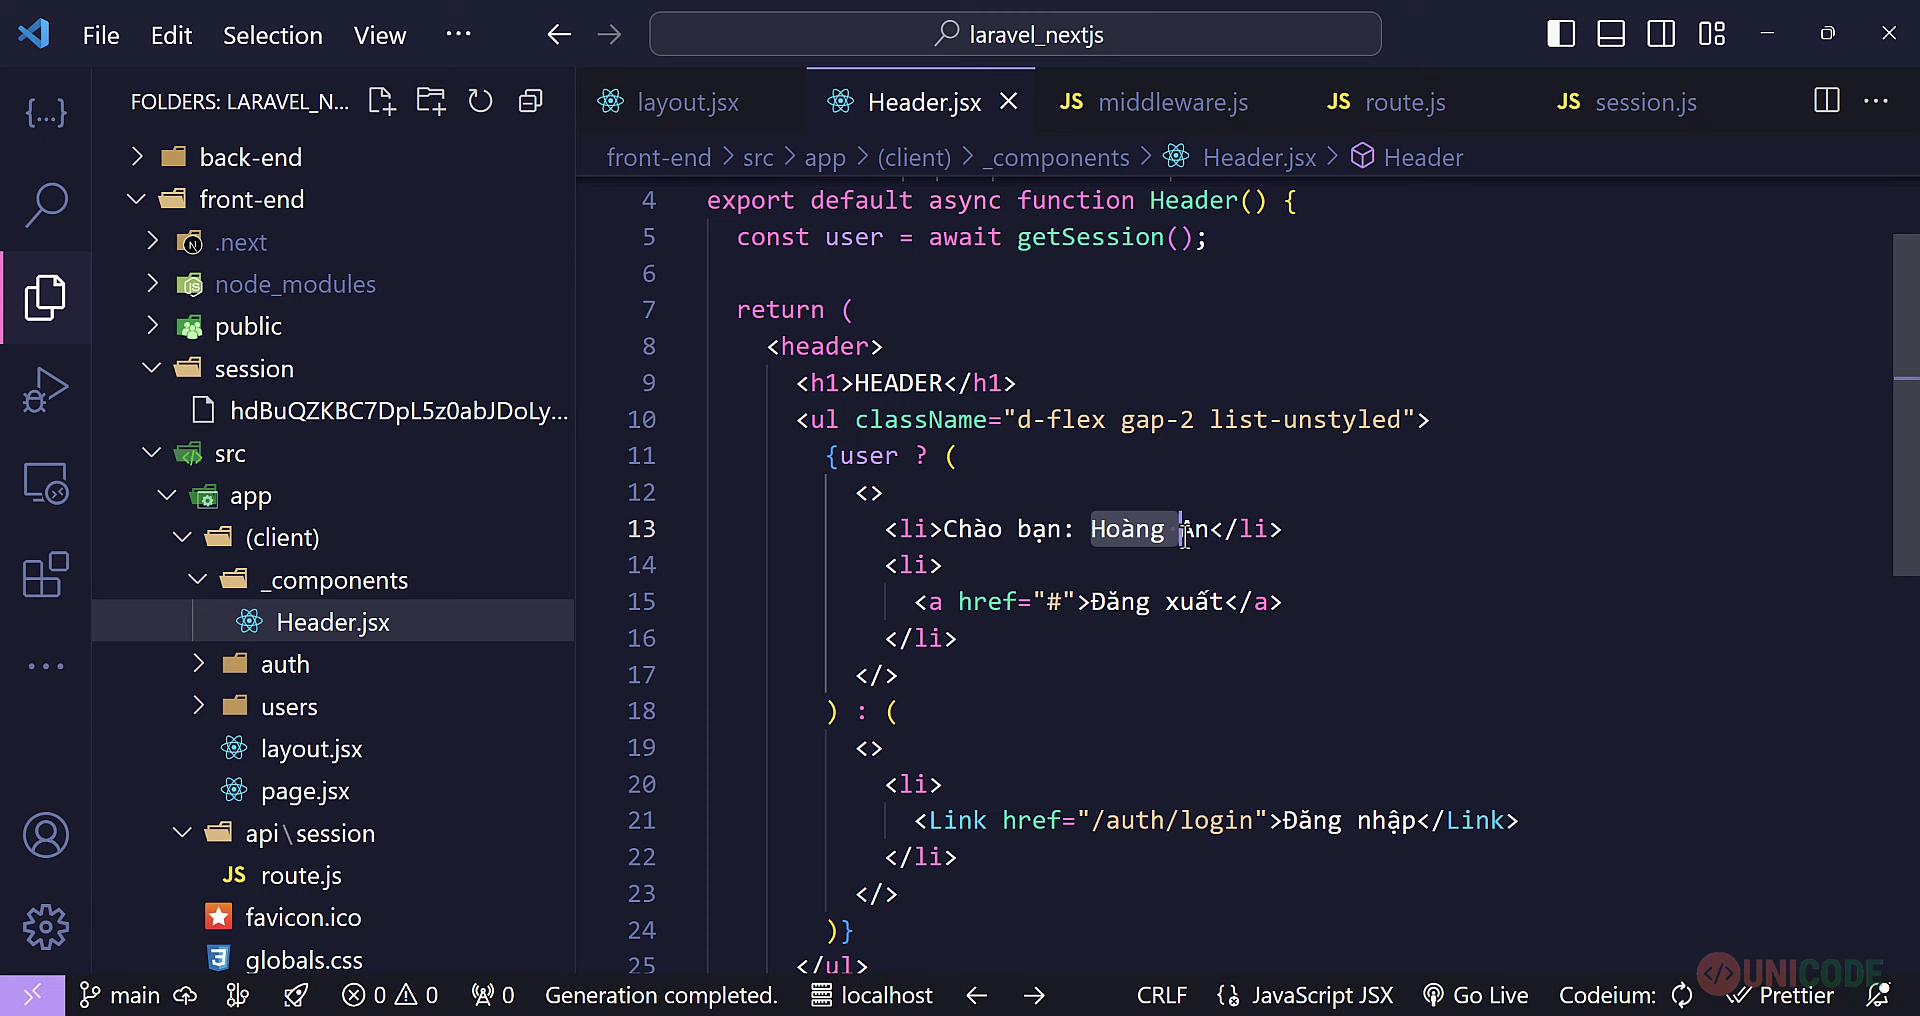 File Edit Selection View ··· laravel_nextjs
FOLDERS: LARAVEL_N...
back-end
front-end
.next
node_modules
public
session
hdBuQZKBC7DpL5z0abJDoLy...
src
app
(client)
_components
Header.jsx
auth
users
layout.jsx
page.jsx
api\session
JS route.js
favicon.ico
globals.css
layout.jsx Header.jsx JS middleware.js JS route.js JS session.js
front-end > src > app > (client) > _components > Header.jsx > Header
4 export default async function Header() {
5 const user = await getSession();
6
7 return (
8 <header>
9 <h1>HEADER</h1>
10 <ul className="d-flex gap-2 list-unstyled">
11 {user ? (
12 <>
13 <li>Chào bạn: Hoàng An</li>
14 <li>
15 <a href="#">Đăng xuất</a>
16 </li>
17 </>
18 ) : (
19 <>
20 <li>
21 <Link href="/auth/login">Đăng nhập</Link>
22 </li>
23 </>
24 )}
25 </ul>
UNICODE
main 0 0 0 Generation completed. localhost CRLF JavaScript JSX Go Live Codeium: Prettier